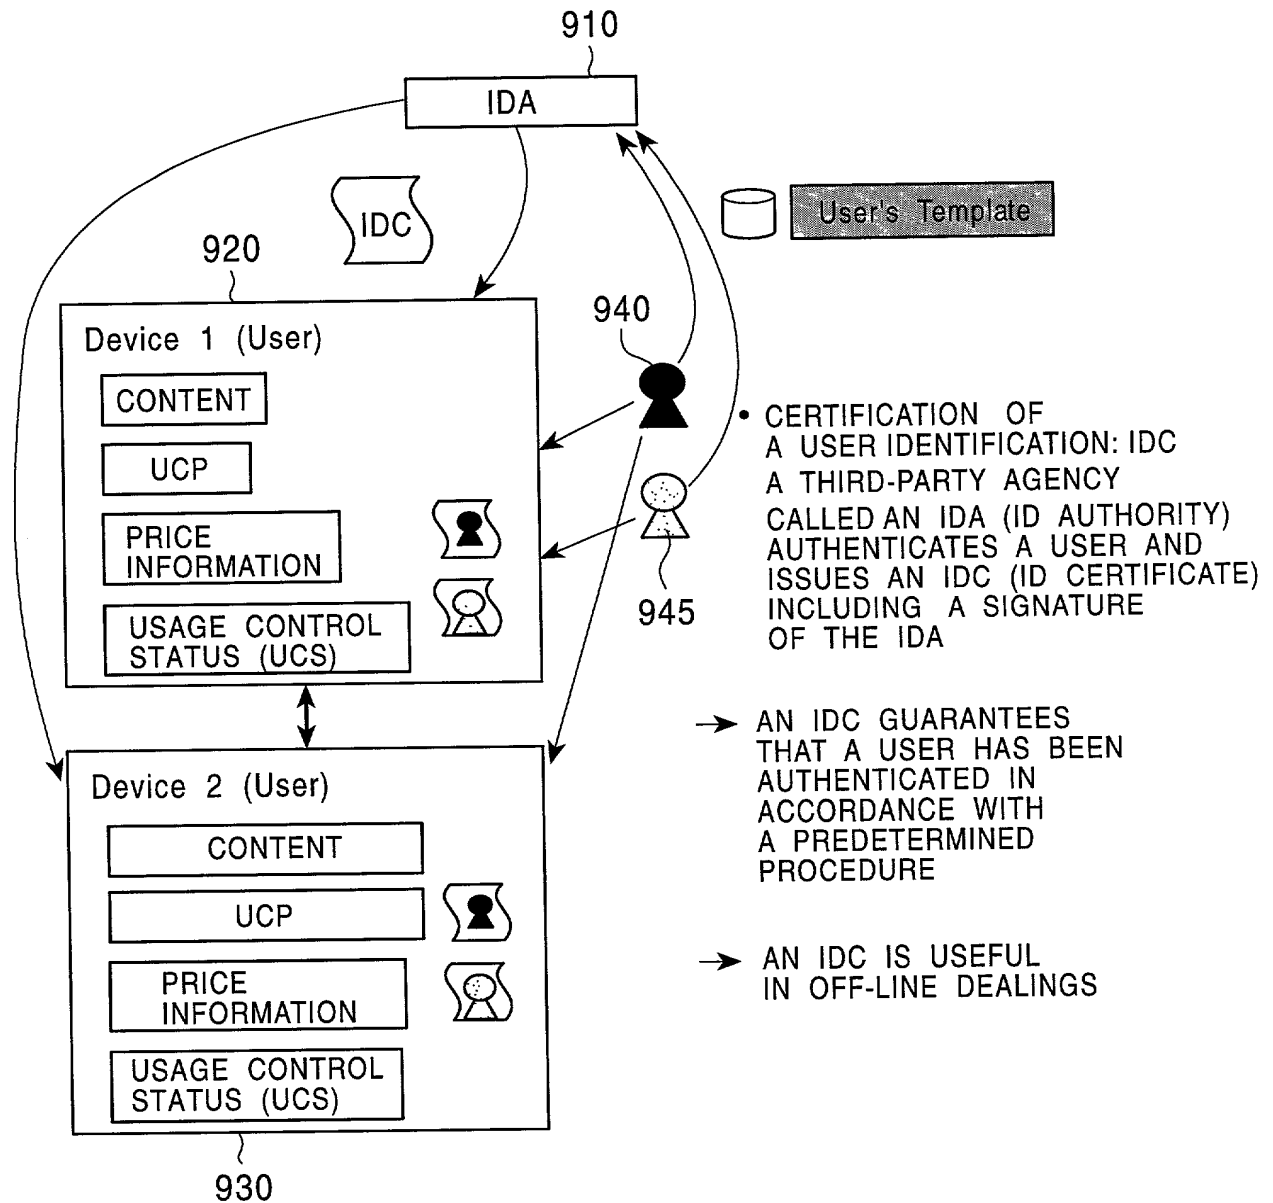 910
IDA
IDC
User's Template
920
Device 1 (User)
CONTENT
UCP
PRICE
INFORMATION
USAGE CONTROL
STATUS (UCS)
940
945
• CERTIFICATION OF
A USER IDENTIFICATION: IDC
A THIRD-PARTY AGENCY
CALLED AN IDA (ID AUTHORITY)
AUTHENTICATES A USER AND
ISSUES AN IDC (ID CERTIFICATE)
INCLUDING A SIGNATURE
OF THE IDA
→ AN IDC GUARANTEES
THAT A USER HAS BEEN
AUTHENTICATED IN
ACCORDANCE WITH
A PREDETERMINED
PROCEDURE
→ AN IDC IS USEFUL
IN OFF-LINE DEALINGS
Device 2 (User)
CONTENT
UCP
PRICE
INFORMATION
USAGE CONTROL
STATUS (UCS)
930